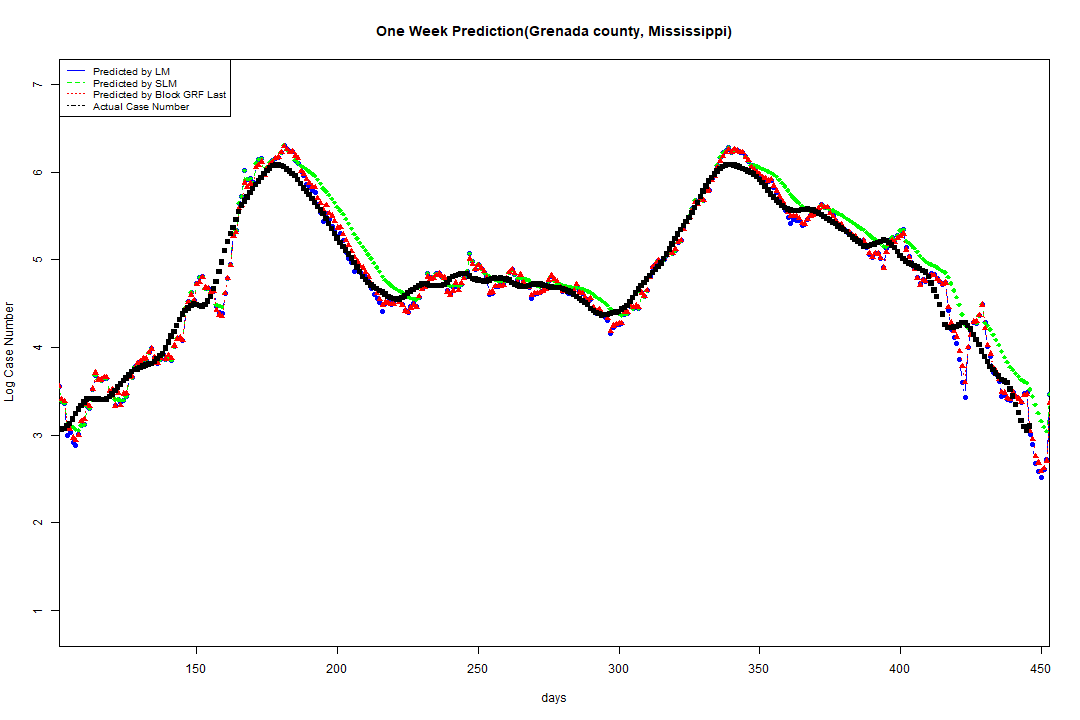 One Week Prediction(Grenada county, Mississippi)
Predicted by LM
Predicted by SLM
Predicted by Block GRF Last
Actual Case Number
7
6
5
4
3
2
1
Log Case Number
150 200 250 300 350 400 450
days